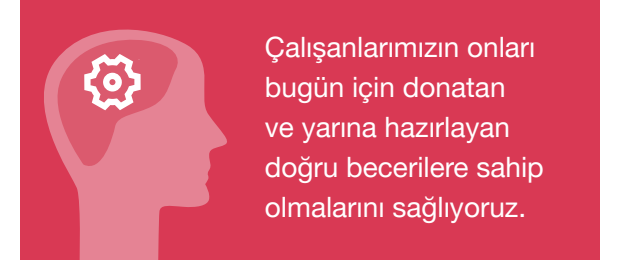 Çalışanlarımızın onları
bugün için donatan
ve yarına hazırlayan
doğru becerilere sahip
olmalarını sağlıyoruz.